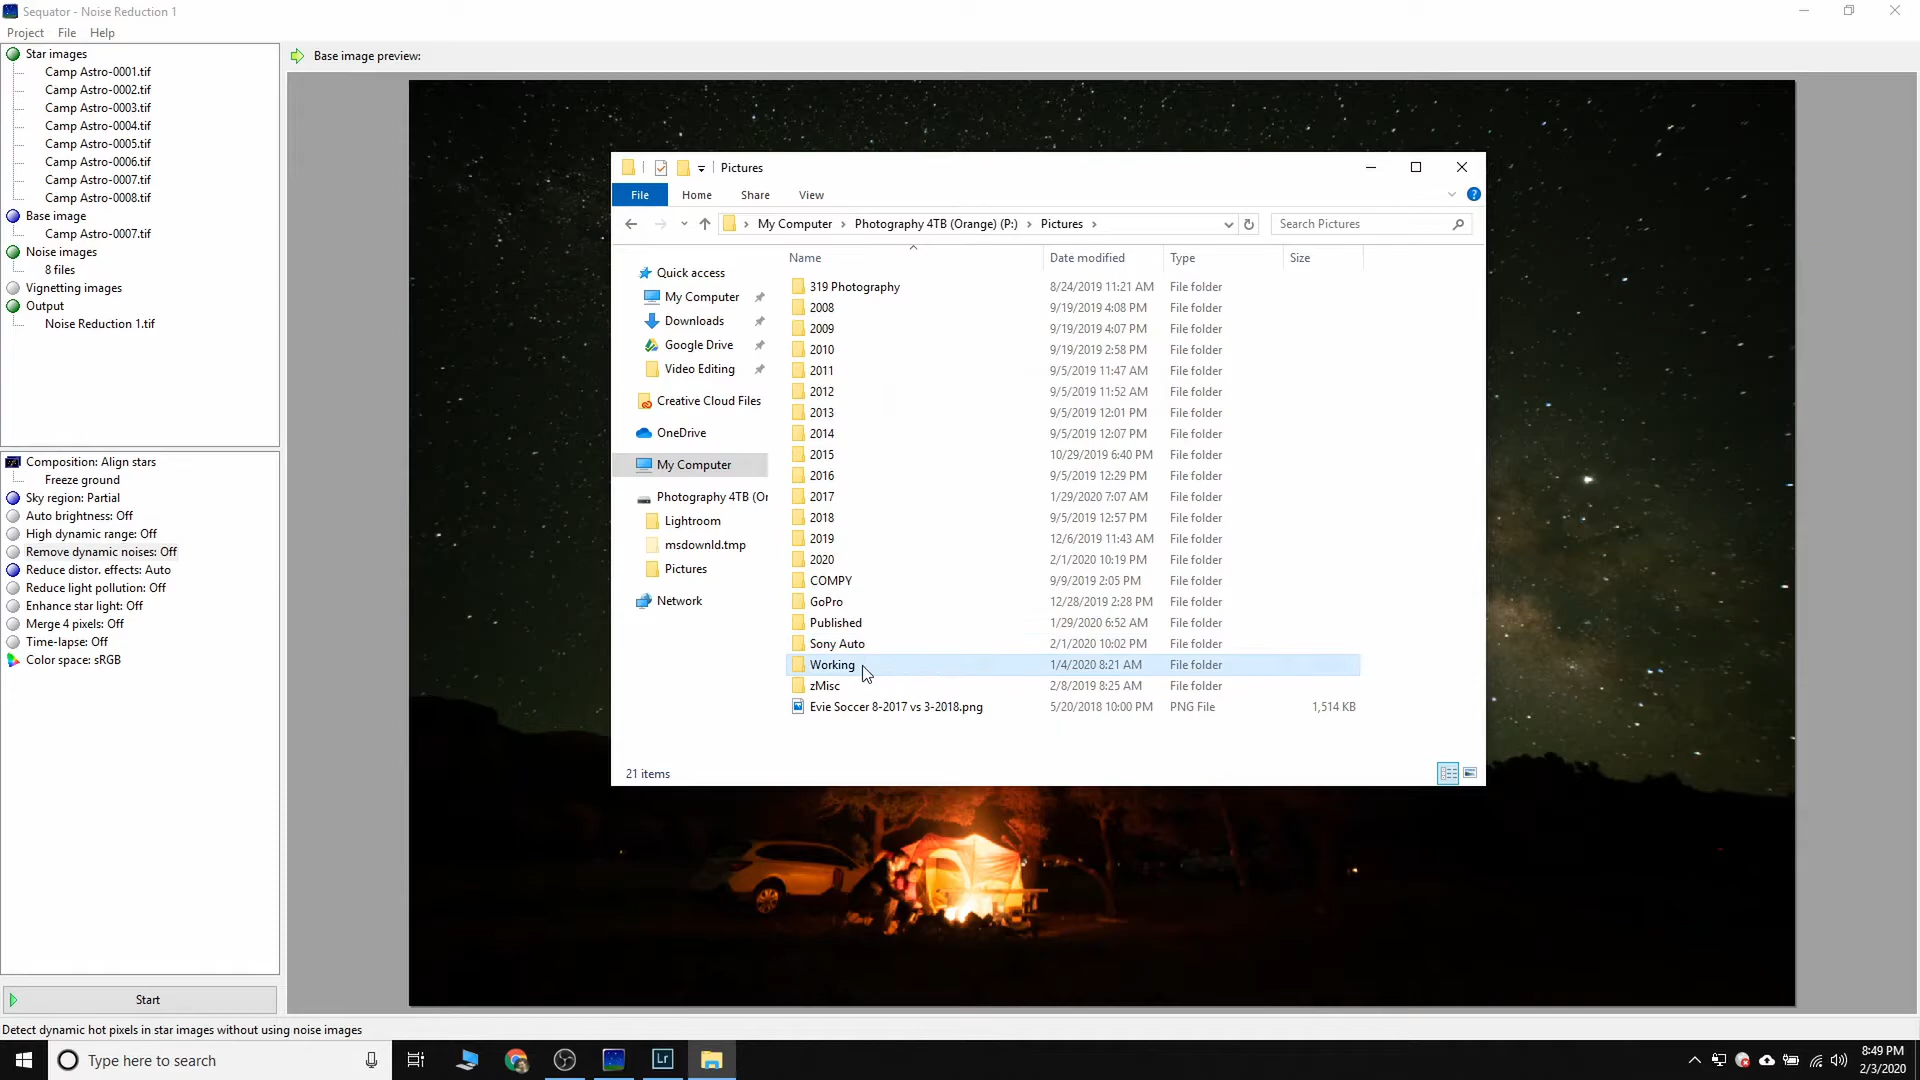 Sequator - Noise Reduction 1
Project File Help
Star images
Camp Astro-0001.tif
Camp Astro-0002.tif
Camp Astro-0003.tif
Camp Astro-0004.tif
Camp Astro-0005.tif
Camp Astro-0006.tif
Camp Astro-0007.tif
Camp Astro-0008.tif
Base image
Camp Astro-0007.tif
Noise images
8 files
Vignetting images
Output
Noise Reduction 1.tif
Composition: Align stars
Freeze ground
Sky region: Partial
Auto brightness: Off
High dynamic range: Off
Remove dynamic noises: Off
Reduce distor. effects: Auto
Reduce light pollution: Off
Enhance star light: Off
Merge 4 pixels: Off
Time-lapse: Off
Color space: sRGB
Start
Detect dynamic hot pixels in star images without using noise images
Base image preview:
Pictures
File Home Share View
My Computer Photography 4TB (Orange) (P:) Pictures
Search Pictures
Quick access
My Computer
Downloads
Google Drive
Video Editing
Creative Cloud Files
OneDrive
My Computer
Photography 4TB (Or
Lightroom
msdownld.tmp
Pictures
Network
Name Date modified Type Size
319 Photography 8/24/2019 11:21 AM File folder
2008 9/19/2019 4:08 PM File folder
2009 9/19/2019 4:07 PM File folder
2010 9/19/2019 2:58 PM File folder
2011 9/5/2019 11:47 AM File folder
2012 9/5/2019 11:52 AM File folder
2013 9/5/2019 12:01 PM File folder
2014 9/5/2019 12:07 PM File folder
2015 10/29/2019 6:40 PM File folder
2016 9/5/2019 12:29 PM File folder
2017 1/29/2020 7:07 AM File folder
2018 9/5/2019 12:57 PM File folder
2019 12/6/2019 11:43 AM File folder
2020 2/1/2020 10:19 PM File folder
COMPY 9/9/2019 2:05 PM File folder
GoPro 12/28/2019 2:28 PM File folder
Published 1/29/2020 6:52 AM File folder
Sony Auto 2/1/2020 10:02 PM File folder
Working 1/4/2020 8:21 AM File folder
zMisc 2/8/2019 8:25 AM File folder
Evie Soccer 8-2017 vs 3-2018.png 5/20/2018 10:00 PM PNG File 1,514 KB
21 items
Type here to search
Lr
8:49 PM
2/3/2020